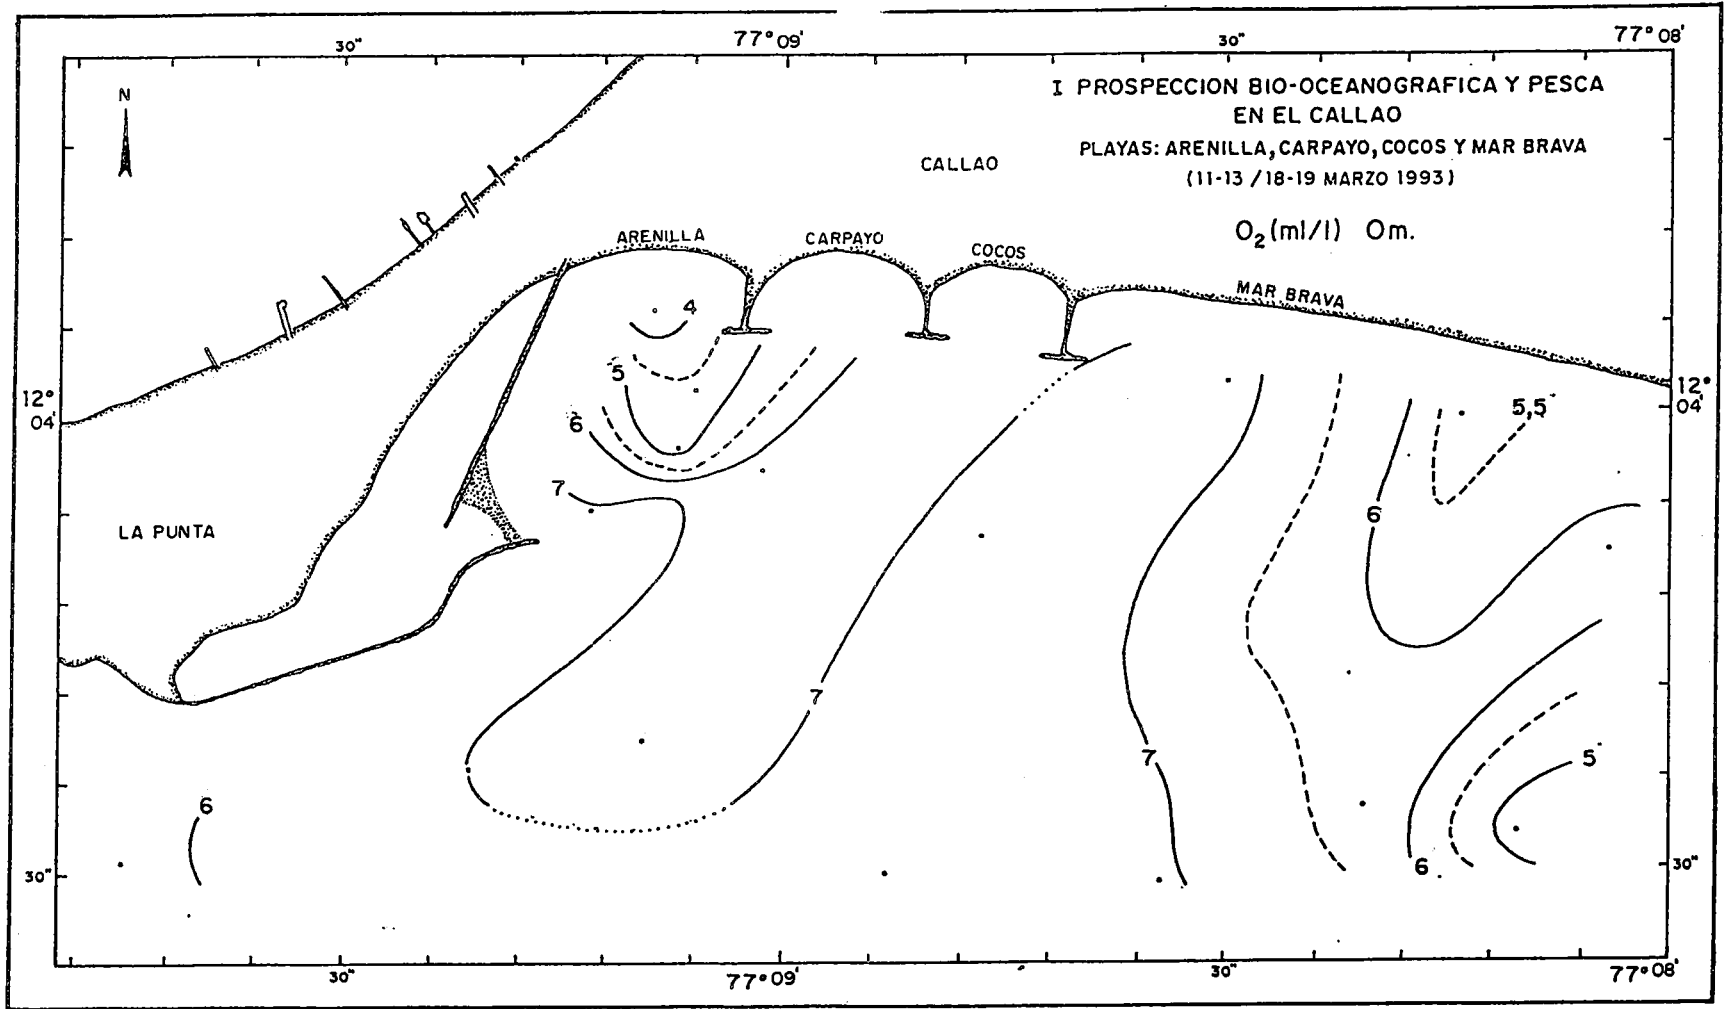 30" 77°09' 30" 77°08'
N
I PROSPECCION BIO-OCEANOGRAFICA Y PESCA
EN EL CALLAO
PLAYAS: ARENILLA, CARPAYO, COCOS Y MAR BRAVA
(11-13 / 18-19 MARZO 1993)
O₂ (ml/l) Om.
CALLAO
ARENILLA
CARPAYO
COCOS
MAR BRAVA
4
5
12°
04'
12°
04'
5,5
6
7
6
LA PUNTA
7
7
5
6
6
30"
30"
30" 77°09' 30" 77°08'